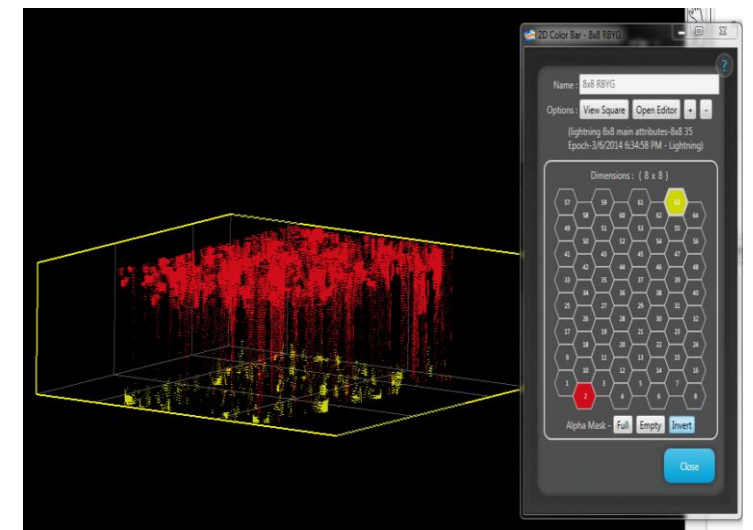 2D Color Bar - 8x8 RBYG
?
Name : 8x8 RBYG
Options : View Square Open Editor + -
(lightning 8x8 main attributes-8x8 35
Epoch-3/6/2014 6:34:58 PM - Lightning)
Dimensions : ( 8 x 8 )
57 59 61 63
58 60 62 64
49 51 53 55
50 52 54 56
41 43 45 47
42 44 46 48
33 35 37 39
34 36 38 40
25 27 29 31
26 28 30 32
17 19 21 23
18 20 22 24
9 11 13 15
10 12 14 16
1 3 5 7
2 4 6 8
Alpha Mask - Full Empty Invert
Close